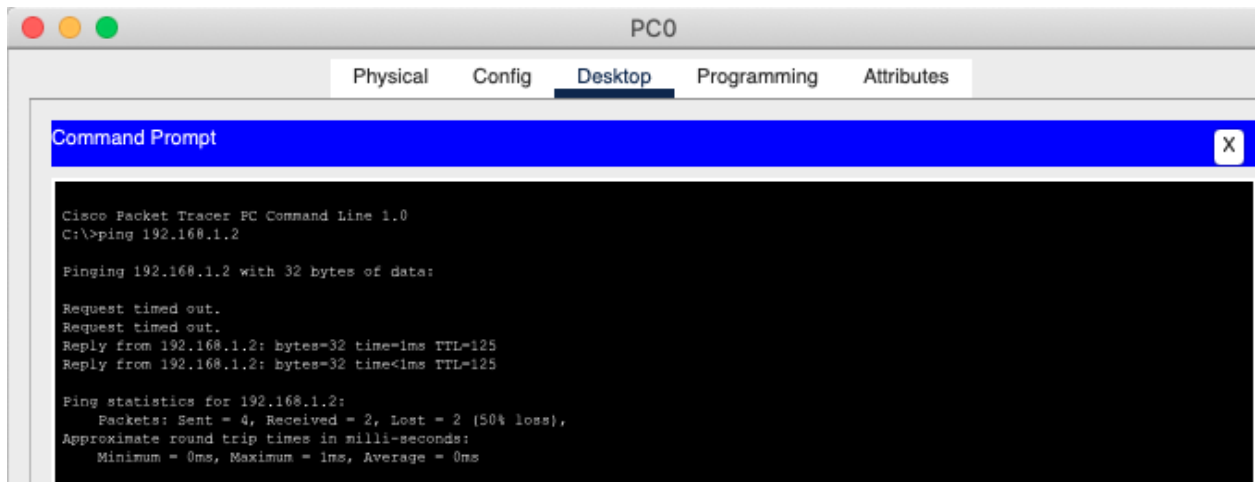 PC0
Physical Config Desktop Programming Attributes
Command Prompt
X
Cisco Packet Tracer PC Command Line 1.0
C:\>ping 192.168.1.2
Pinging 192.168.1.2 with 32 bytes of data:
Request timed out.
Request timed out.
Reply from 192.168.1.2: bytes=32 time=1ms TTL=125
Reply from 192.168.1.2: bytes=32 time<1ms TTL=125
Ping statistics for 192.168.1.2:
Packets: Sent = 4, Received = 2, Lost = 2 (50% loss),
Approximate round trip times in milli-seconds:
Minimum = 0ms, Maximum = 1ms, Average = 0ms